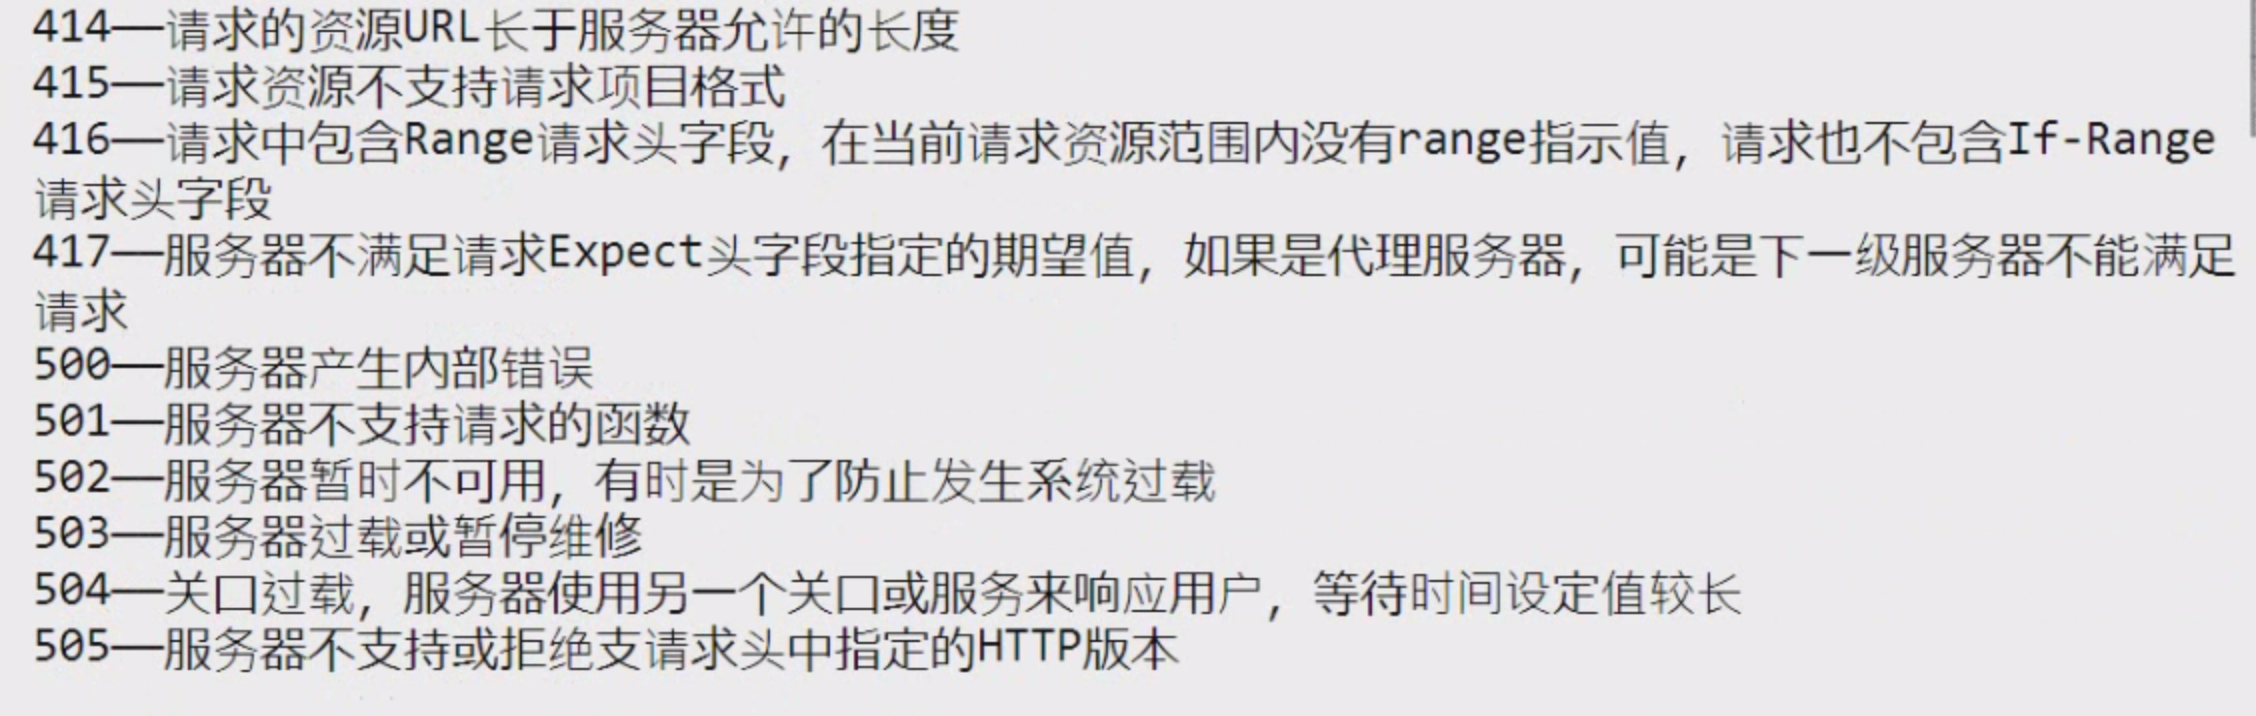 414——请求的资源URL长于服务器允许的长度
415——请求资源不支持请求项目格式
416——请求中包含Range请求头字段，在当前请求资源范围内没有range指示值，请求也不包含If-Range
请求头字段
417——服务器不满足请求Expect头字段指定的期望值，如果是代理服务器，可能是下一级服务器不能满足
请求
500——服务器产生内部错误
501——服务器不支持请求的函数
502——服务器暂时不可用，有时是为了防止发生系统过载
503——服务器过载或暂停维修
504——关口过载，服务器使用另一个关口或服务来响应用户，等待时间设定值较长
505——服务器不支持或拒绝支请求头中指定的HTTP版本